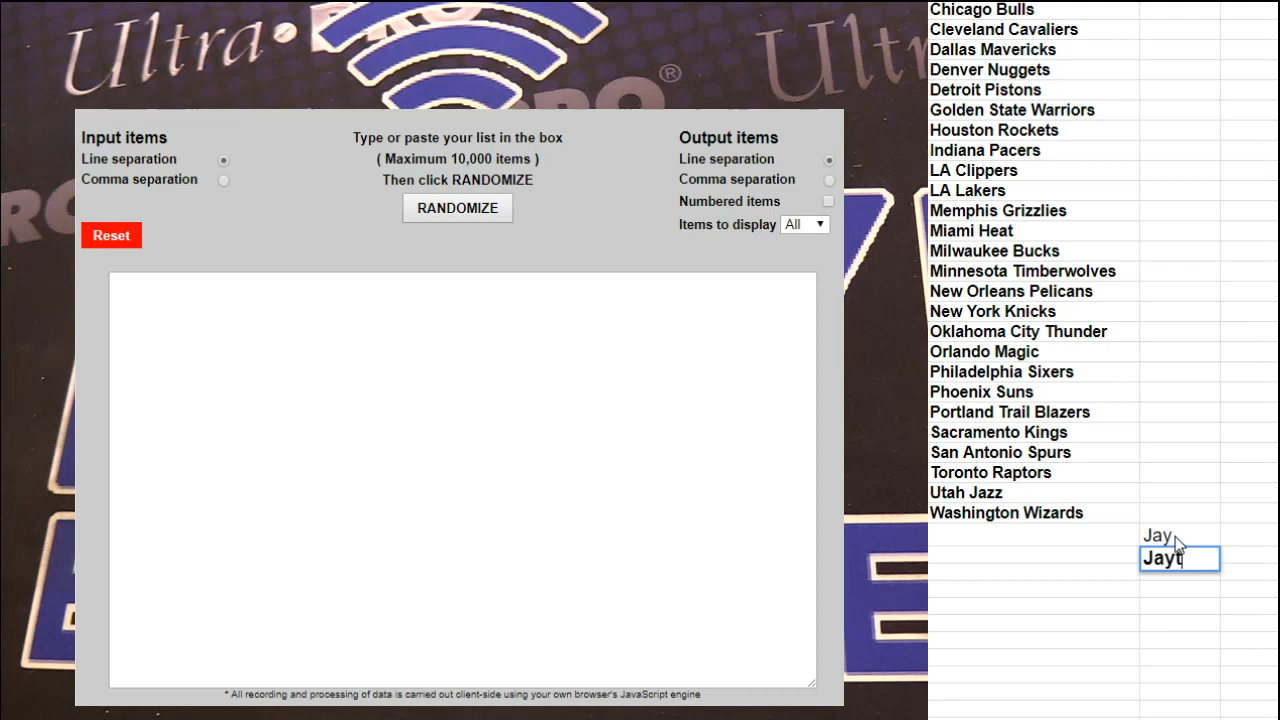 Ultra•PRO
Ultra
PRO®
PRO
Input items
Line separation
Comma separation
Reset
Type or paste your list in the box
( Maximum 10,000 items )
Then click RANDOMIZE
RANDOMIZE
Output items
Line separation
Comma separation
Numbered items
Items to display All
* All recording and processing of data is carried out client-side using your own browser's JavaScript engine
Chicago Bulls
Cleveland Cavaliers
Dallas Mavericks
Denver Nuggets
Detroit Pistons
Golden State Warriors
Houston Rockets
Indiana Pacers
LA Clippers
LA Lakers
Memphis Grizzlies
Miami Heat
Milwaukee Bucks
Minnesota Timberwolves
New Orleans Pelicans
New York Knicks
Oklahoma City Thunder
Orlando Magic
Philadelphia Sixers
Phoenix Suns
Portland Trail Blazers
Sacramento Kings
San Antonio Spurs
Toronto Raptors
Utah Jazz
Washington Wizards
Jay
Jayt